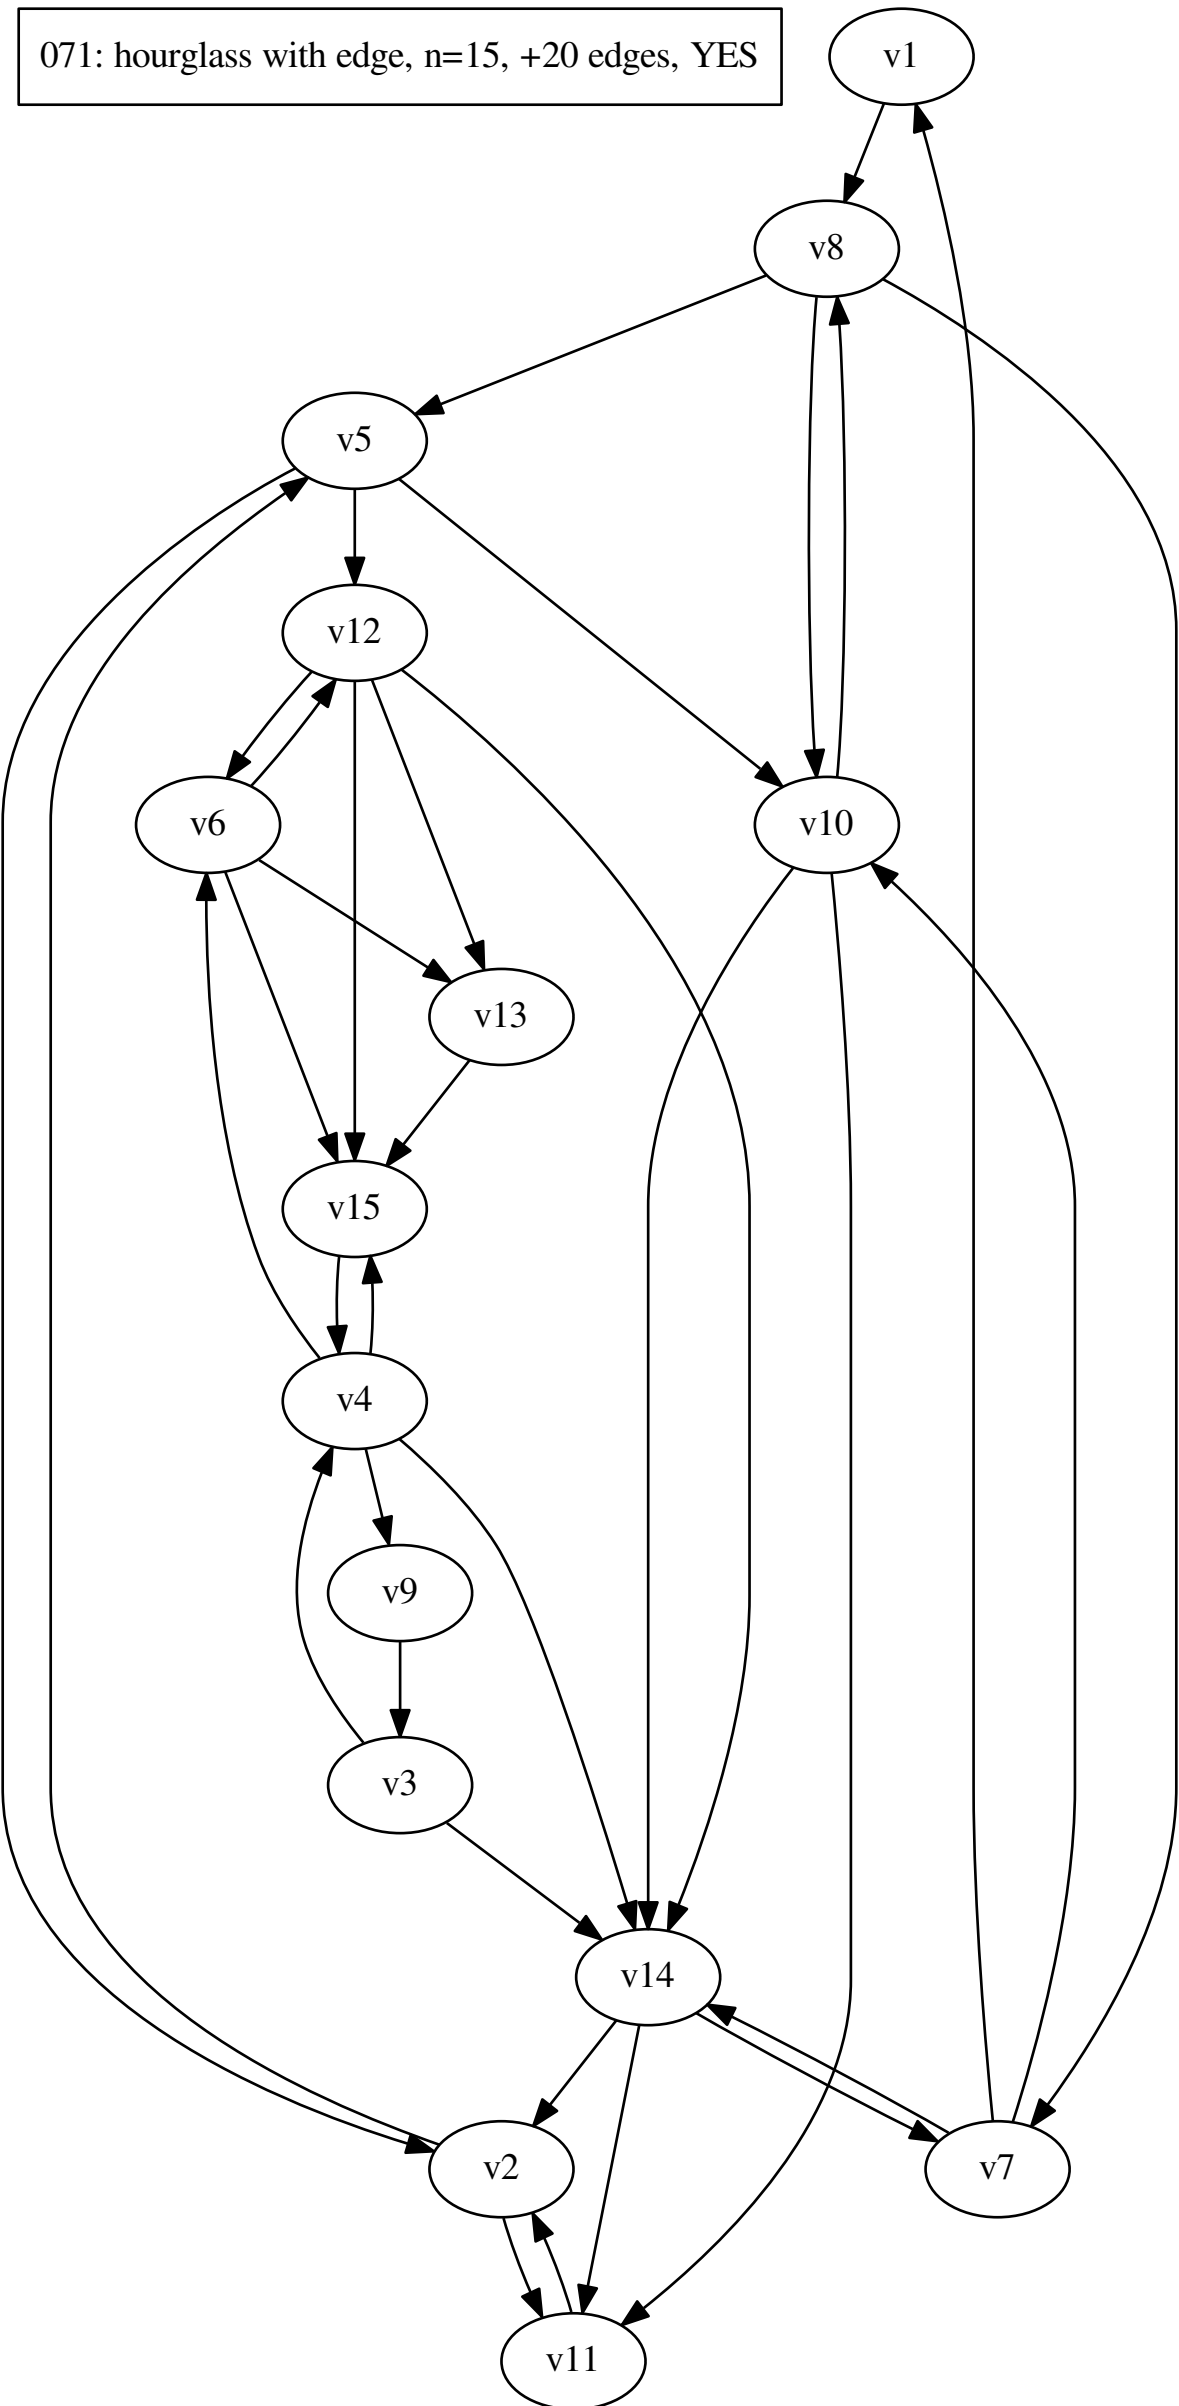 071: hourglass with edge, n=15, +20 edges, YES
v1
v8
v5
v12
v6
v10
v13
v15
v4
v9
v3
v14
v2
v7
v11